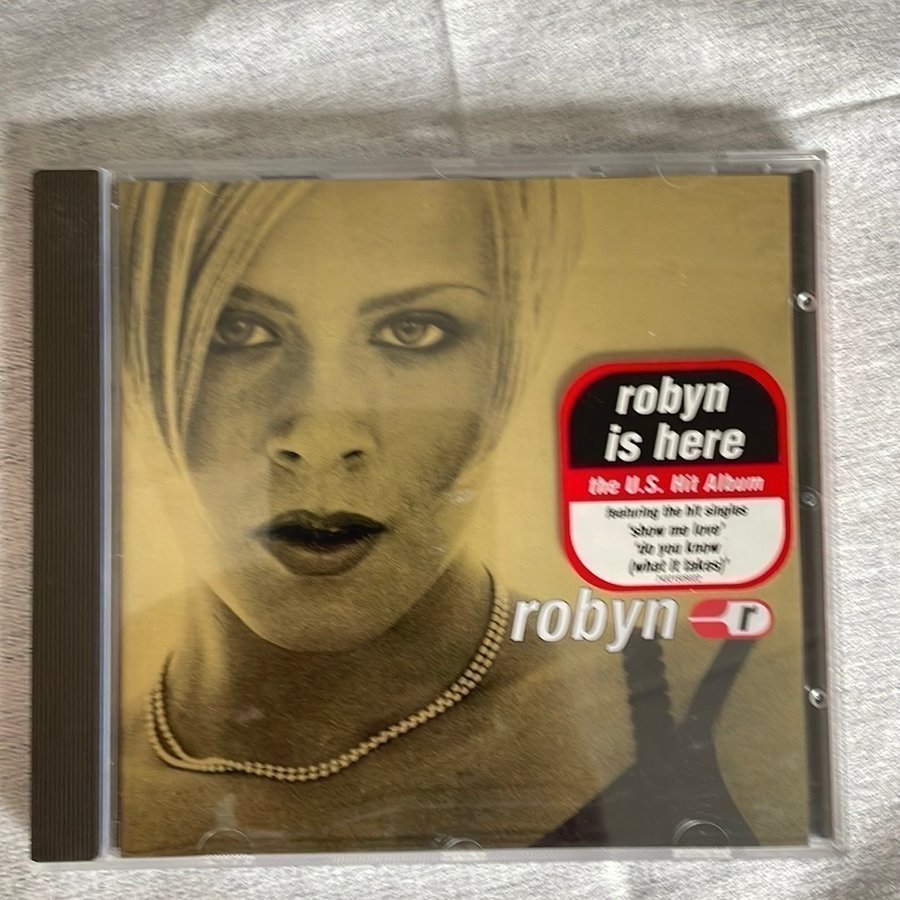 robyn
is here
the U.S. Hit Album
featuring the hit singles
'show me love'
'do you know
(what it takes)'
robyn r